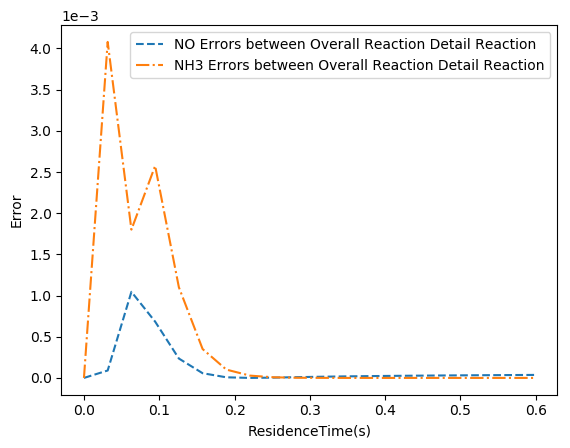 1e−3
NO Errors between Overall Reaction Detail Reaction
NH3 Errors between Overall Reaction Detail Reaction
4.0
3.5
3.0
2.5
2.0
1.5
1.0
0.5
0.0
Error
0.0 0.1 0.2 0.3 0.4 0.5 0.6
ResidenceTime(s)